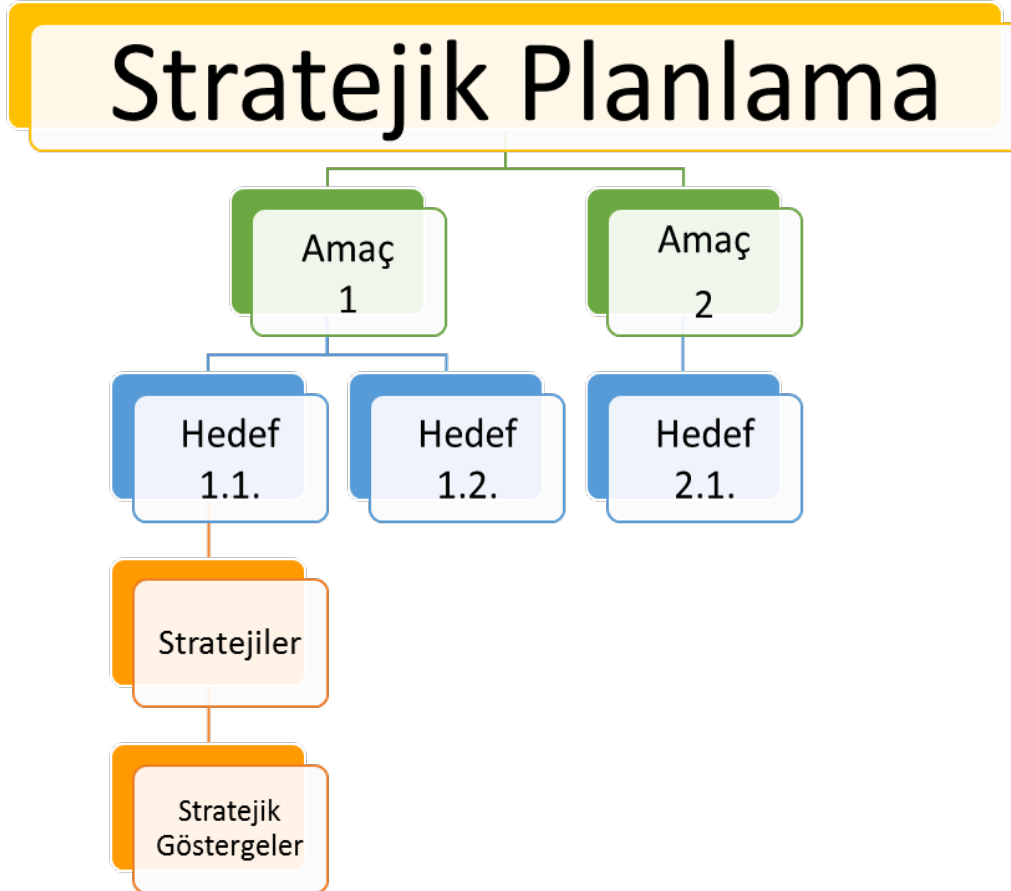 Stratejik Planlama
Amaç
1
Amaç
2
Hedef
1.1.
Hedef
1.2.
Hedef
2.1.
Stratejiler
Stratejik
Göstergeler